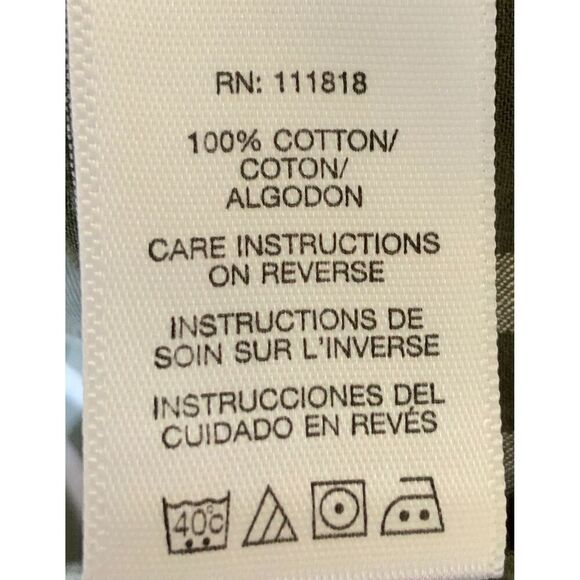 RN: 111818
100% COTTON/
COTON/
ALGODON
CARE INSTRUCTIONS
ON REVERSE
INSTRUCTIONS DE
SOIN SUR L'INVERSE
INSTRUCCIONES DEL
CUIDADO EN REVÉS
40°C